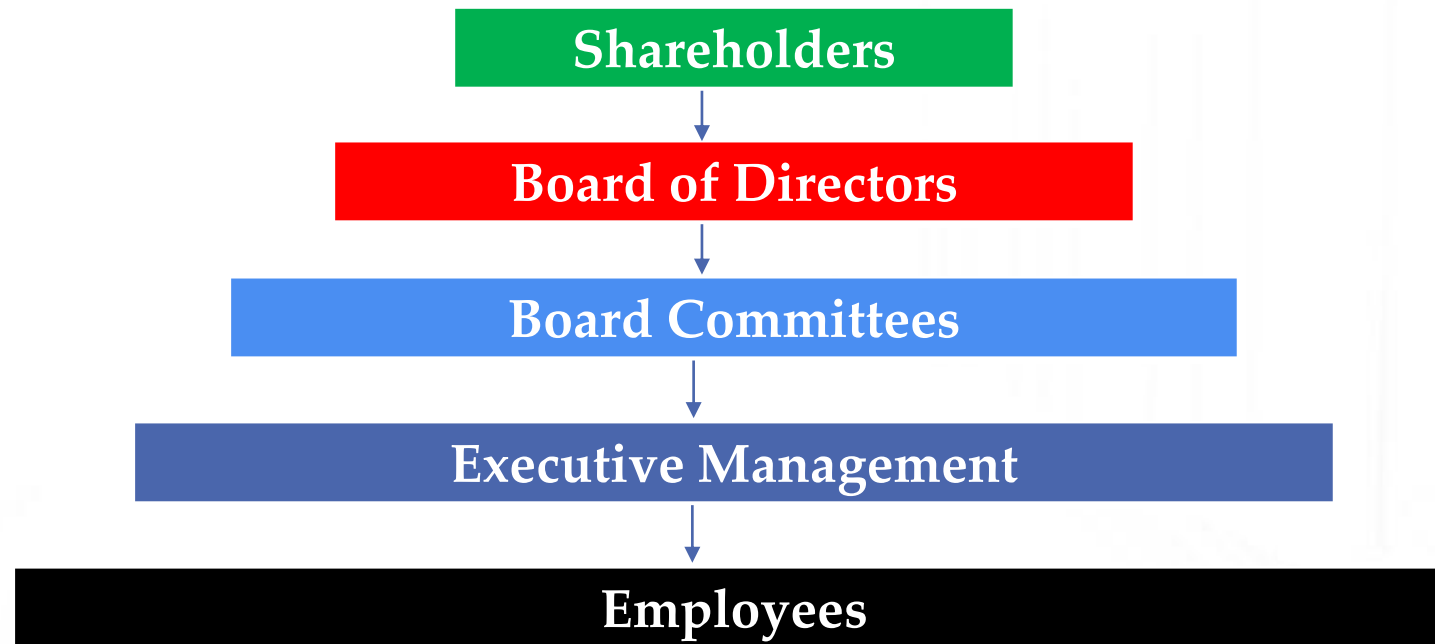 Shareholders
Board of Directors
Board Committees
Executive Management
Employees